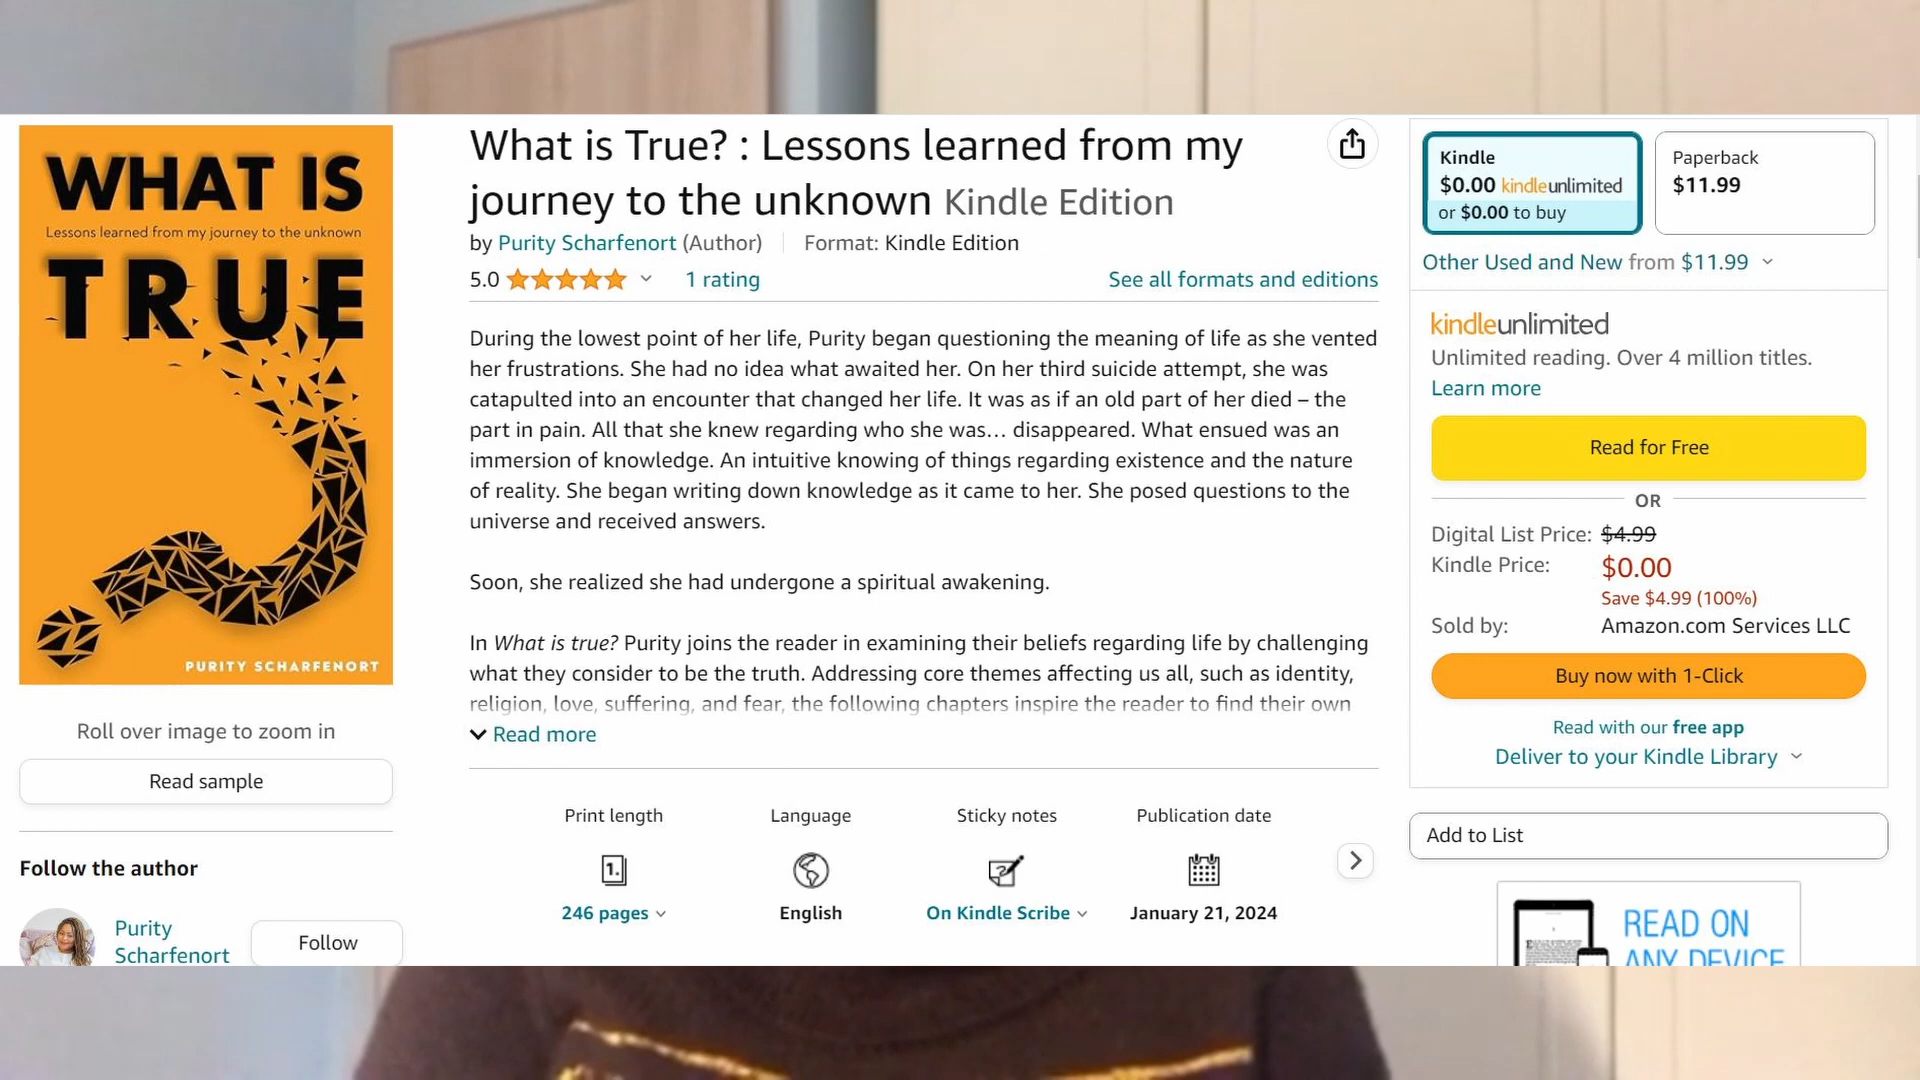 WHAT IS
Lessons learned from my journey to the unknown
TRUE
PURITY SCHARFENORT
Roll over image to zoom in
Read sample
Follow the author
Purity
Scharfenort
Follow
What is True? : Lessons learned from my
journey to the unknown Kindle Edition
by Purity Scharfenort (Author) Format: Kindle Edition
5.0 1 rating
See all formats and editions
During the lowest point of her life, Purity began questioning the meaning of life as she vented
her frustrations. She had no idea what awaited her. On her third suicide attempt, she was
catapulted into an encounter that changed her life. It was as if an old part of her died – the
part in pain. All that she knew regarding who she was... disappeared. What ensued was an
immersion of knowledge. An intuitive knowing of things regarding existence and the nature
of reality. She began writing down knowledge as it came to her. She posed questions to the
universe and received answers.
Soon, she realized she had undergone a spiritual awakening.
In What is true? Purity joins the reader in examining their beliefs regarding life by challenging
what they consider to be the truth. Addressing core themes affecting us all, such as identity,
religion, love, suffering, and fear, the following chapters inspire the reader to find their own
Read more
Print length
1.
246 pages
Language
English
Sticky notes
On Kindle Scribe
Publication date
January 21, 2024
Kindle
$0.00 kindleunlimited
or $0.00 to buy
Paperback
$11.99
Other Used and New from $11.99
kindleunlimited
Unlimited reading. Over 4 million titles.
Learn more
Read for Free
OR
Digital List Price: $4.99
Kindle Price: $0.00
Save $4.99 (100%)
Sold by: Amazon.com Services LLC
Buy now with 1-Click
Read with our free app
Deliver to your Kindle Library
Add to List
READ ON
ANY DEVICE